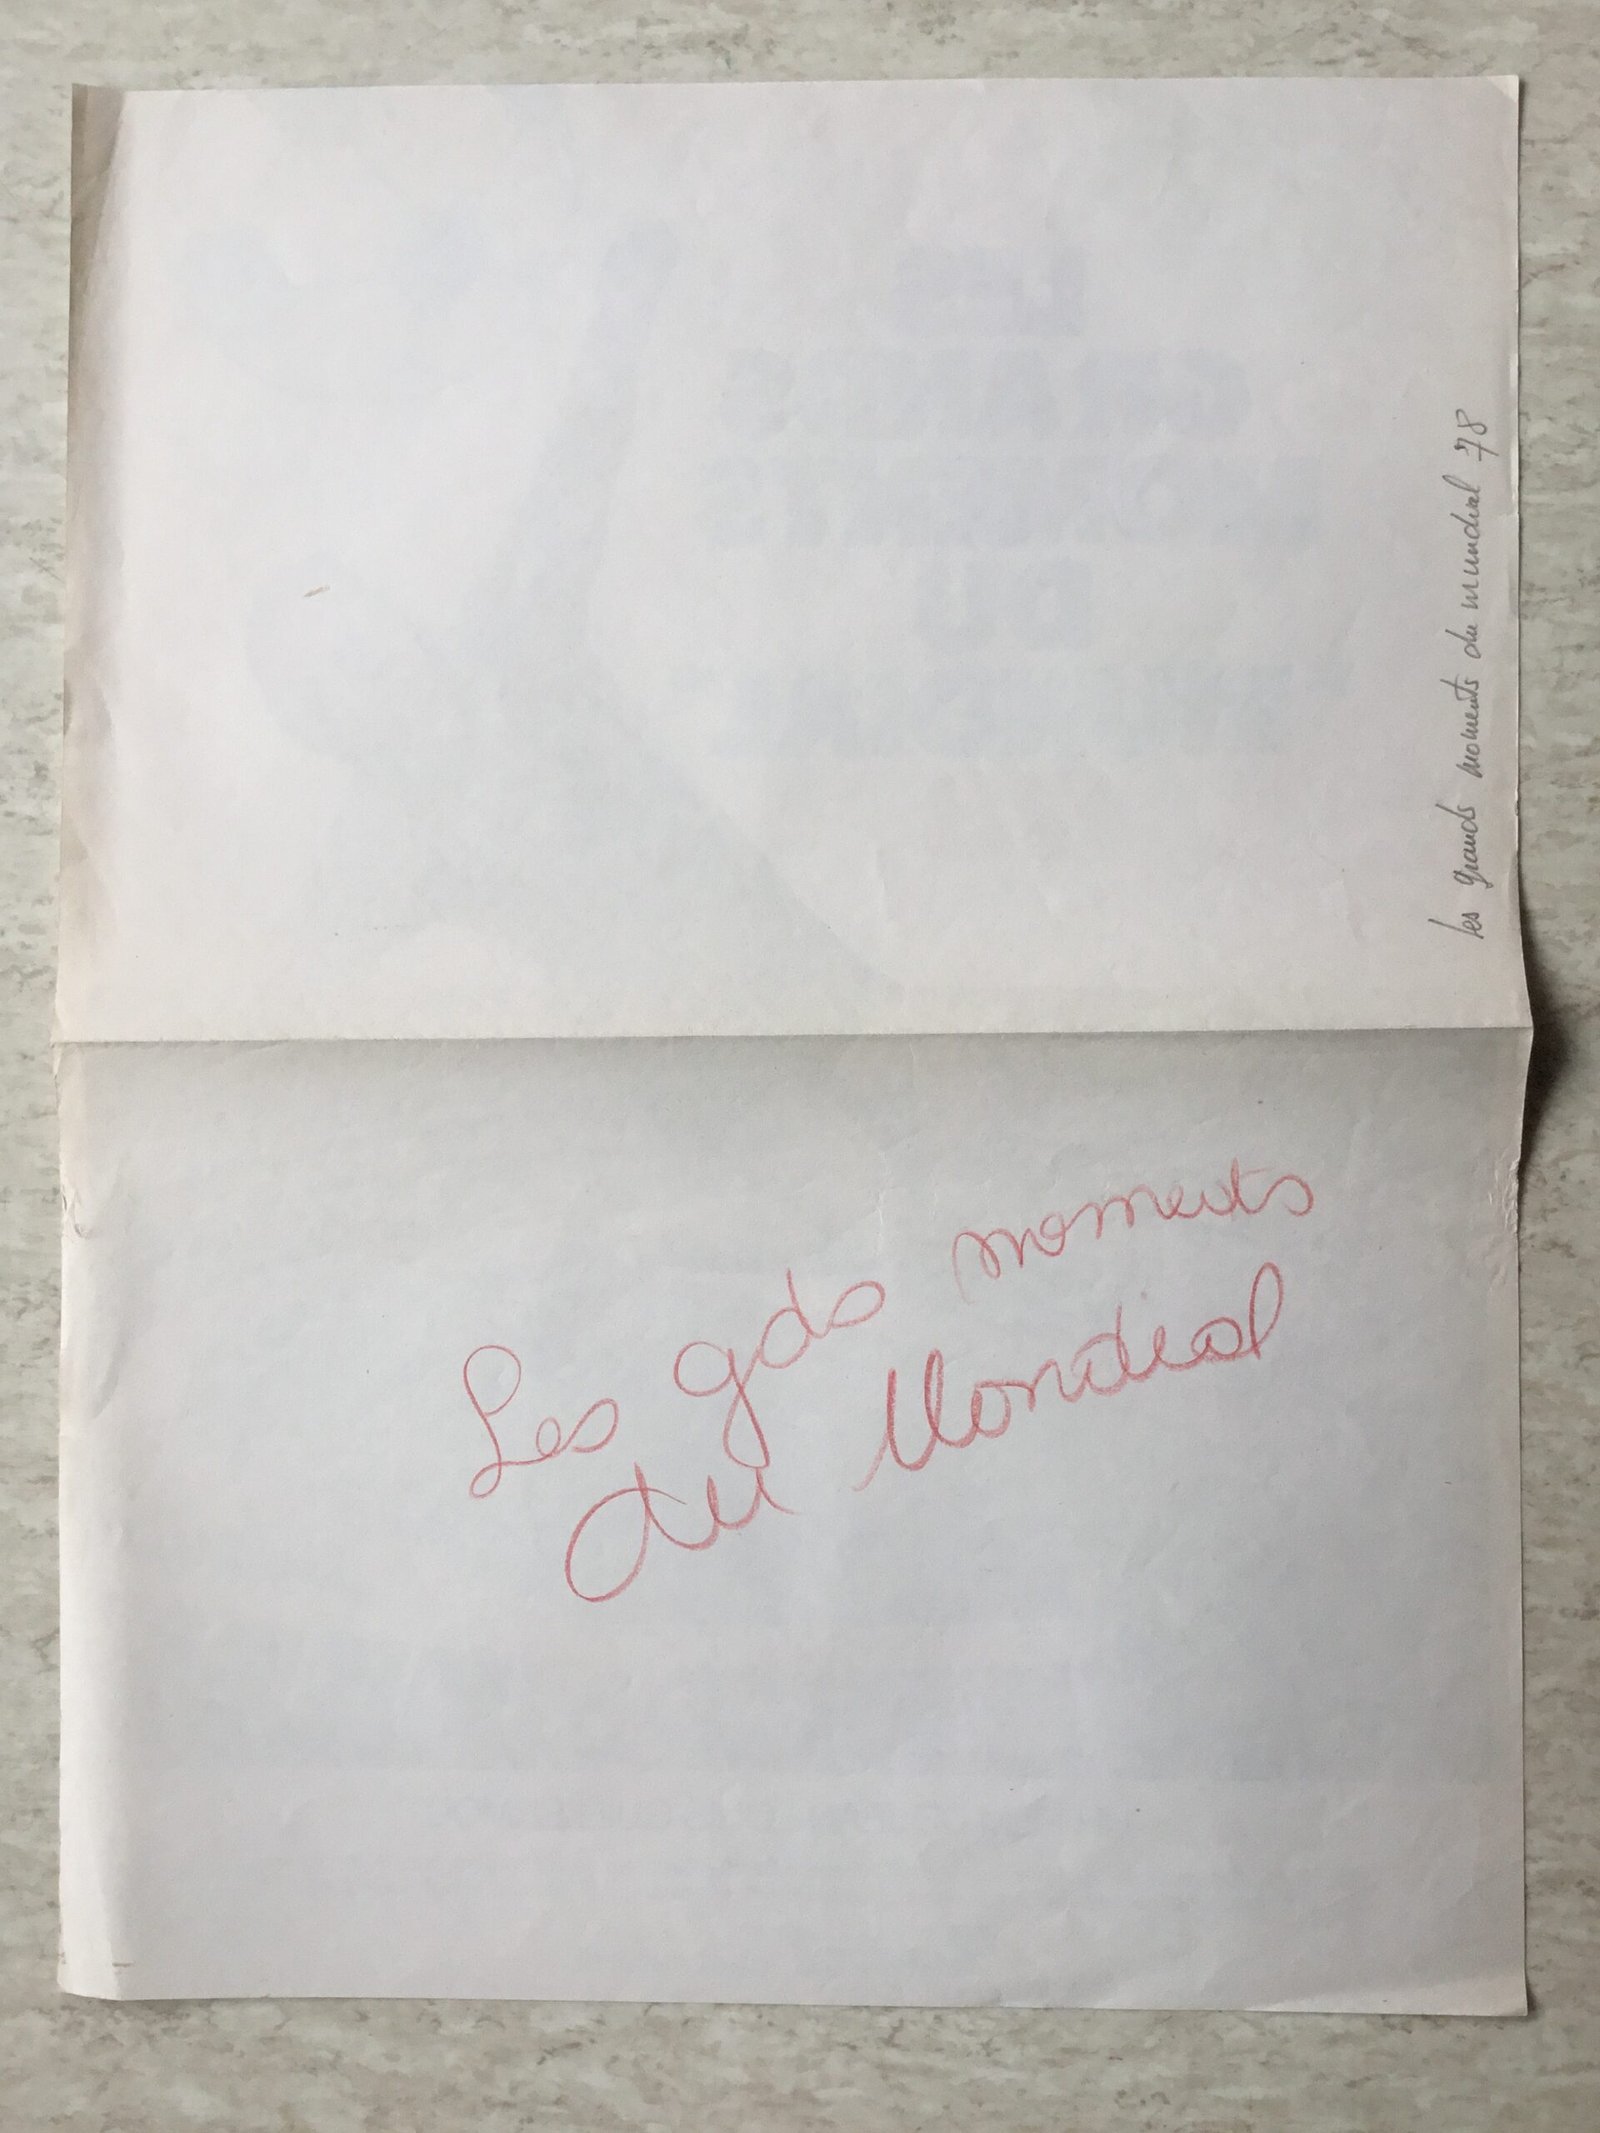 les grands moments du mundial 78
Les gds moments
du Mondial